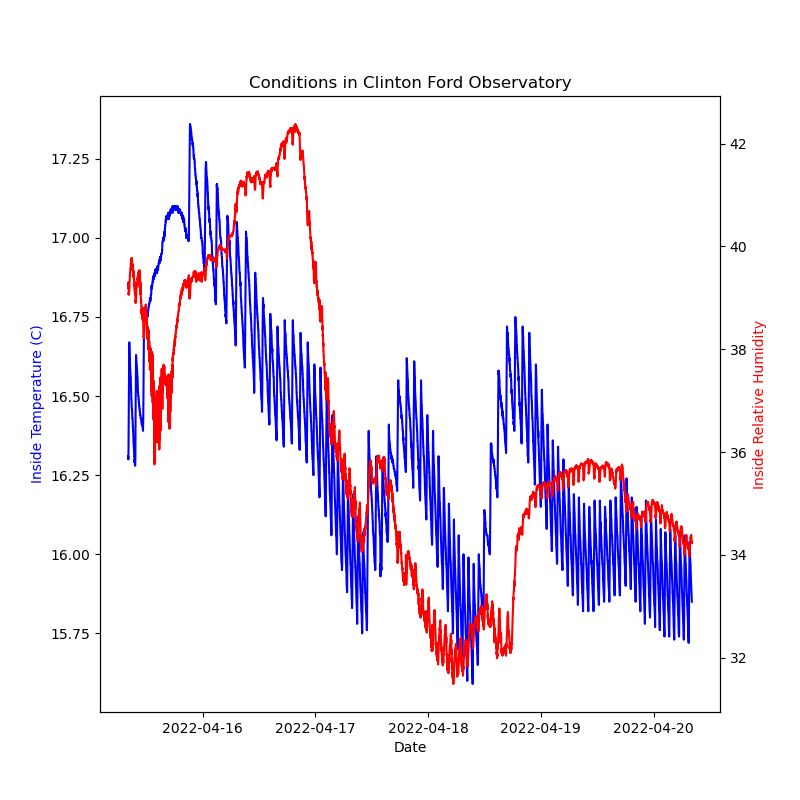 Conditions in Clinton Ford Observatory
17.25
17.00
16.75
16.50
16.25
16.00
15.75
Inside Temperature (C)
42
40
38
36
34
32
Inside Relative Humidity
2022-04-16 2022-04-17 2022-04-18 2022-04-19 2022-04-20
Date